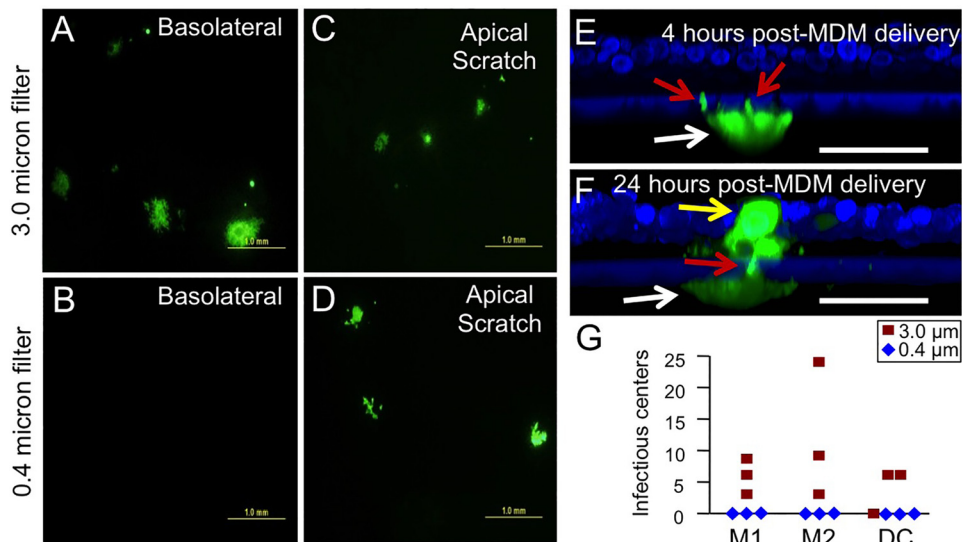 A
Basolateral
C
Apical
Scratch
E
4 hours post-MDM delivery
3.0 micron filter
1.0 mm
1.0 mm
F
24 hours post-MDM delivery
B
Basolateral
D
Apical
Scratch
0.4 micron filter
1.0 mm
1.0 mm
G
3.0 µm
0.4 µm
Infectious centers
25
20
15
10
5
0
M1
M2
DC